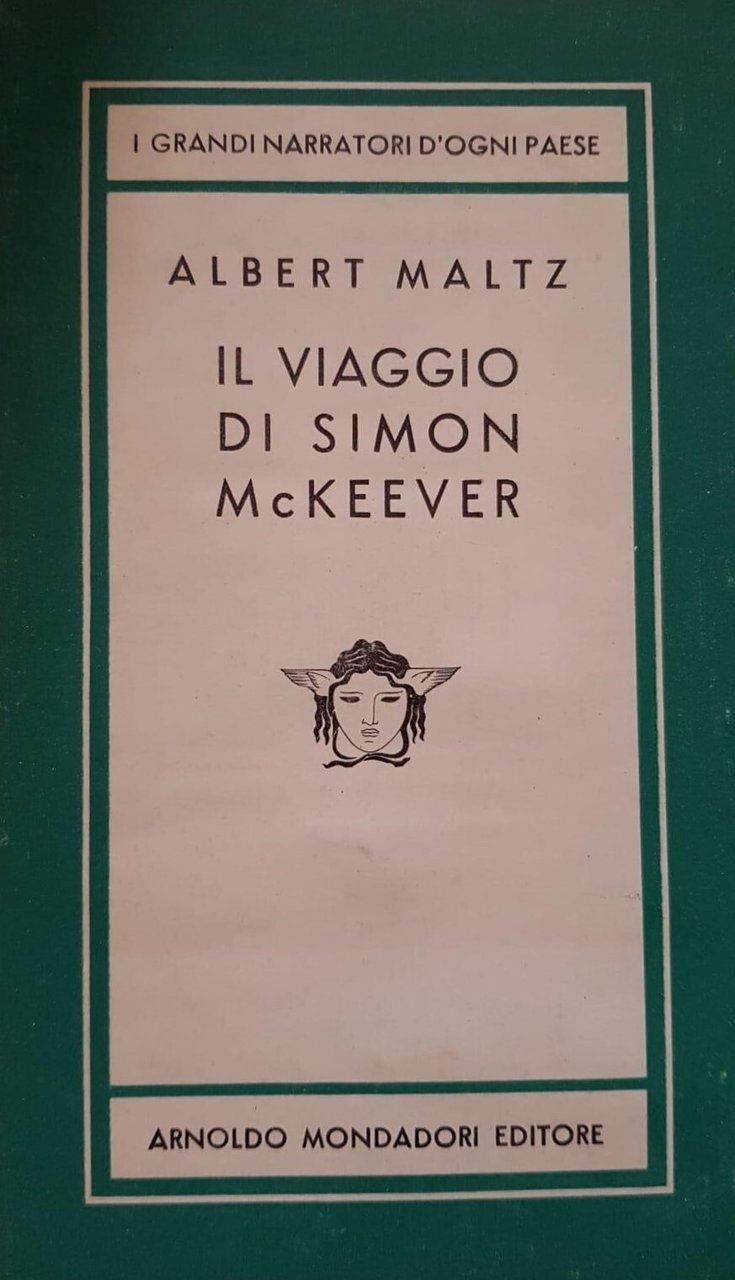 I GRANDI NARRATORI D'OGNI PAESE
ALBERT MALTZ
IL VIAGGIO
DI SIMON
McKEEVER
ARNOLDO MONDADORI EDITORE